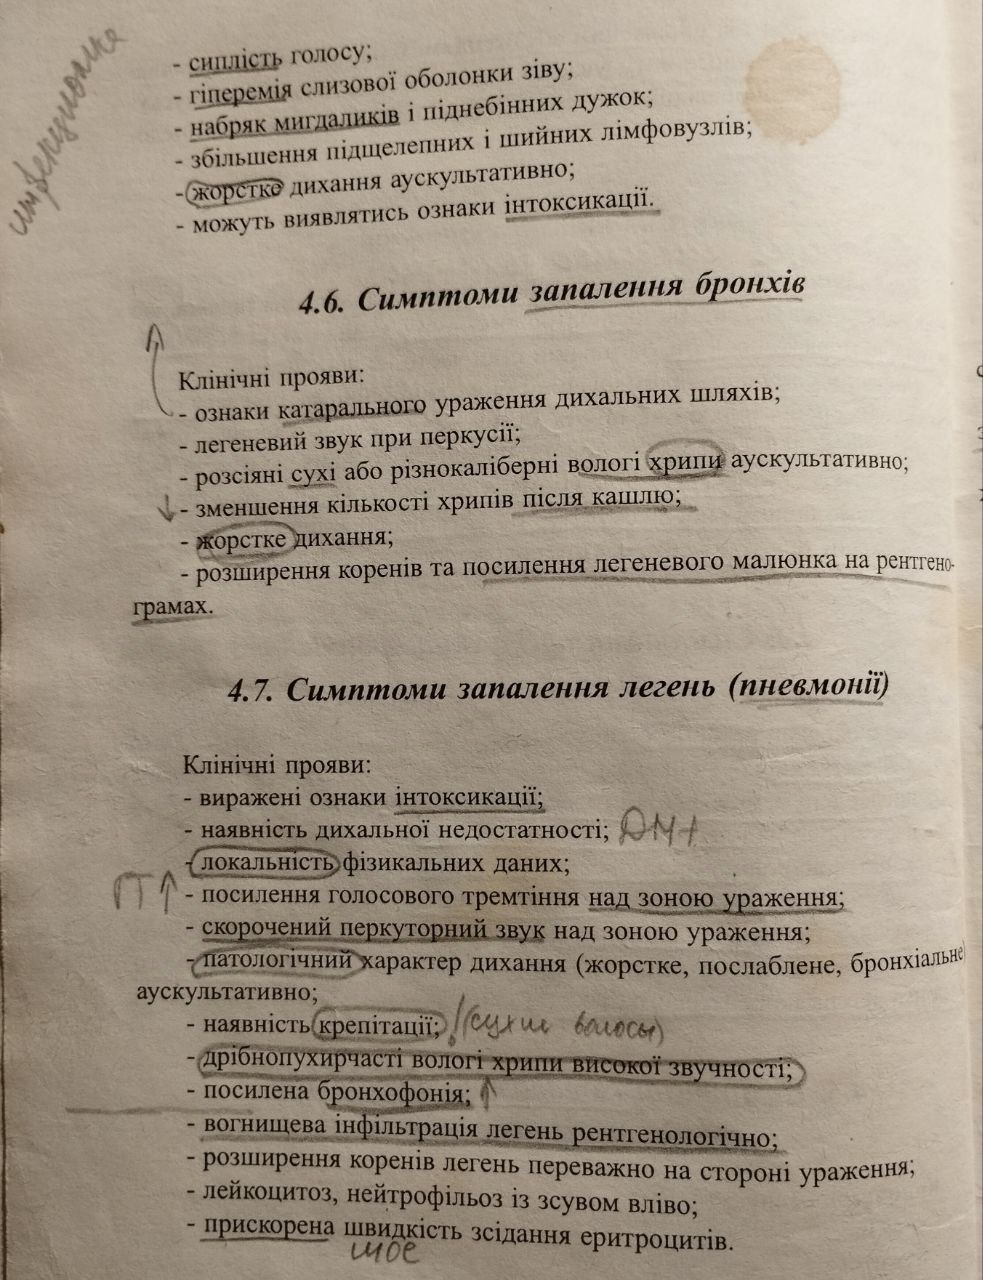 инфекционка
- сиплість голосу;
- гіперемія слизової оболонки зіву;
- набряк мигдаликів і піднебінних дужок;
- збільшення підщелепних і шийних лімфовузлів;
- жорстке дихання аускультативно;
- можуть виявлятись ознаки інтоксикації.
4.6. Симптоми запалення бронхів
Клінічні прояви:
- ознаки катарального ураження дихальних шляхів;
- легеневий звук при перкусії;
- розсіяні сухі або різнокаліберні вологі хрипи аускультативно;
- зменшення кількості хрипів після кашлю;
- жорстке дихання;
- розширення коренів та посилення легеневого малюнка на рентгено-
грамах.
4.7. Симптоми запалення легень (пневмонії)
Клінічні прояви:
- виражені ознаки інтоксикації;
- наявність дихальної недостатності;
- локальність фізикальних даних;
ГТ ↑ - посилення голосового тремтіння над зоною ураження;
- скорочений перкуторний звук над зоною ураження;
- патологічний характер дихання (жорстке, послаблене, бронхіальне)
аускультативно;
- наявність крепітації; ! (сухие волосы)
- дрібнопухирчасті вологі хрипи високої звучності;
- посилена бронхофонія; ↑
- вогнищева інфільтрація легень рентгенологічно;
- розширення коренів легень переважно на стороні ураження;
- лейкоцитоз, нейтрофільоз із зсувом вліво;
- прискорена швидкість зсідання еритроцитів.
шое